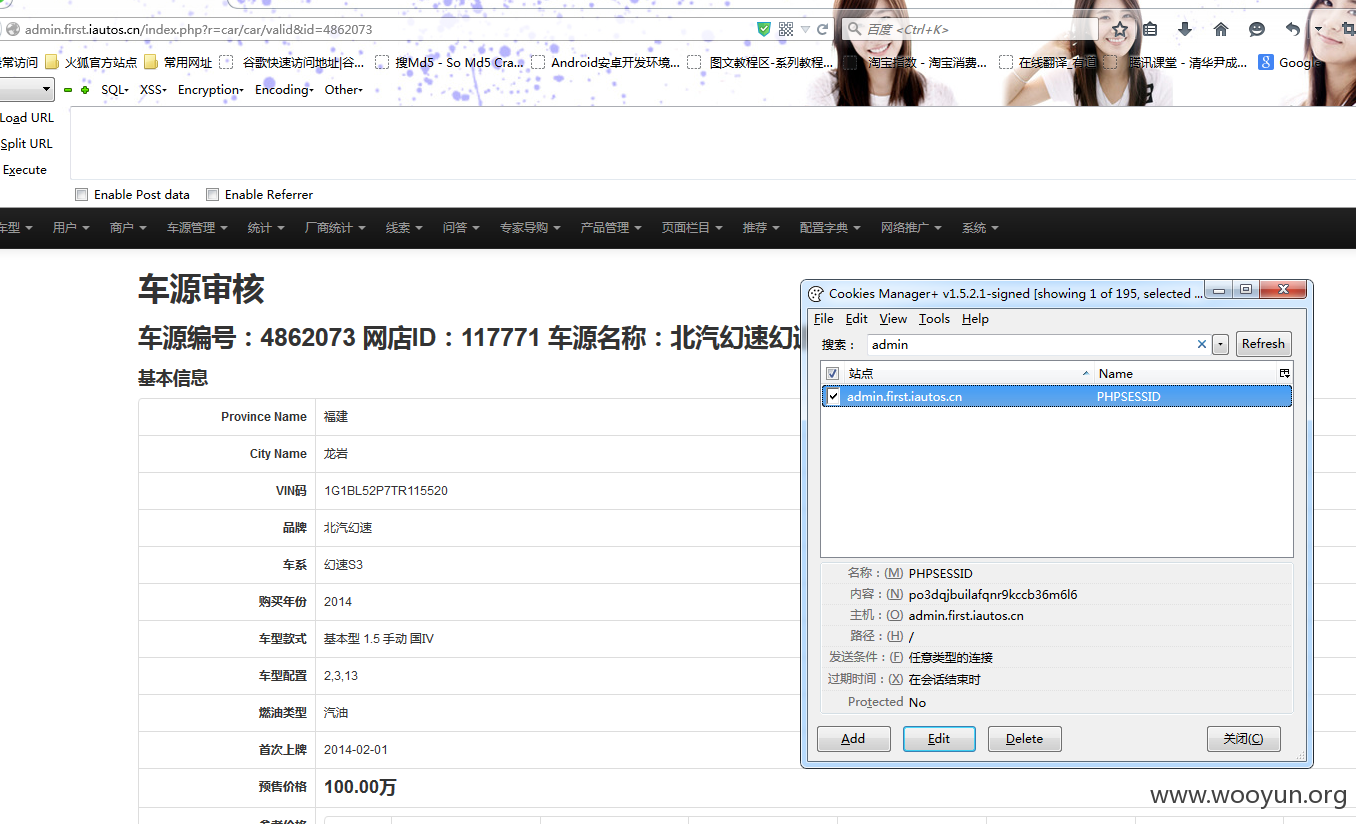 admin.first.iautos.cn/index.php?r=car/car/valid&id=4862073
百度 <Ctrl+K>
常访问 火狐官方站点 常用网址 谷歌快速访问地址|谷... 搜Md5 - So Md5 Cra... Android安卓开发环境... 图文教程区-系列教程... 淘宝指数 - 淘宝消费... 在线翻译_有道 腾讯课堂 - 清华尹成... Google
SQL XSS Encryption Encoding Other
Load URL
Split URL
Execute
Enable Post data Enable Referrer
车型 用户 商户 车源管理 统计 厂商统计 线索 问答 专家导购 产品管理 页面栏目 推荐 配置字典 网络推广 系统
车源审核
车源编号：4862073 网店ID：117771 车源名称：北汽幻速幻速
基本信息
Province Name 福建
City Name 龙岩
VIN码 1G1BL52P7TR115520
品牌 北汽幻速
车系 幻速S3
购买年份 2014
车型款式 基本型 1.5 手动 国IV
车型配置 2,3,13
燃油类型 汽油
首次上牌 2014-02-01
预售价格 100.00万
参考价格
Cookies Manager+ v1.5.2.1-signed [showing 1 of 195, selected ...
File Edit View Tools Help
搜索： admin Refresh
站点 Name
admin.first.iautos.cn PHPSESSID
名称：(M) PHPSESSID
内容：(N) po3dqjbuilafqnr9kccb36m6l6
主机：(O) admin.first.iautos.cn
路径：(H) /
发送条件：(F) 任意类型的连接
过期时间：(X) 在会话结束时
Protected No
Add Edit Delete 关闭(C)
www.wooyun.org